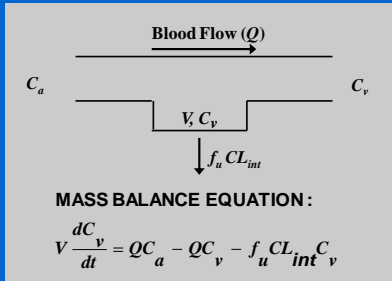 Blood Flow (Q)
C_a C_v
V, C_v
f_u CL_int
MASS BALANCE EQUATION :
V dC_v/dt = QC_a − QC_v − f_u CL_int C_v